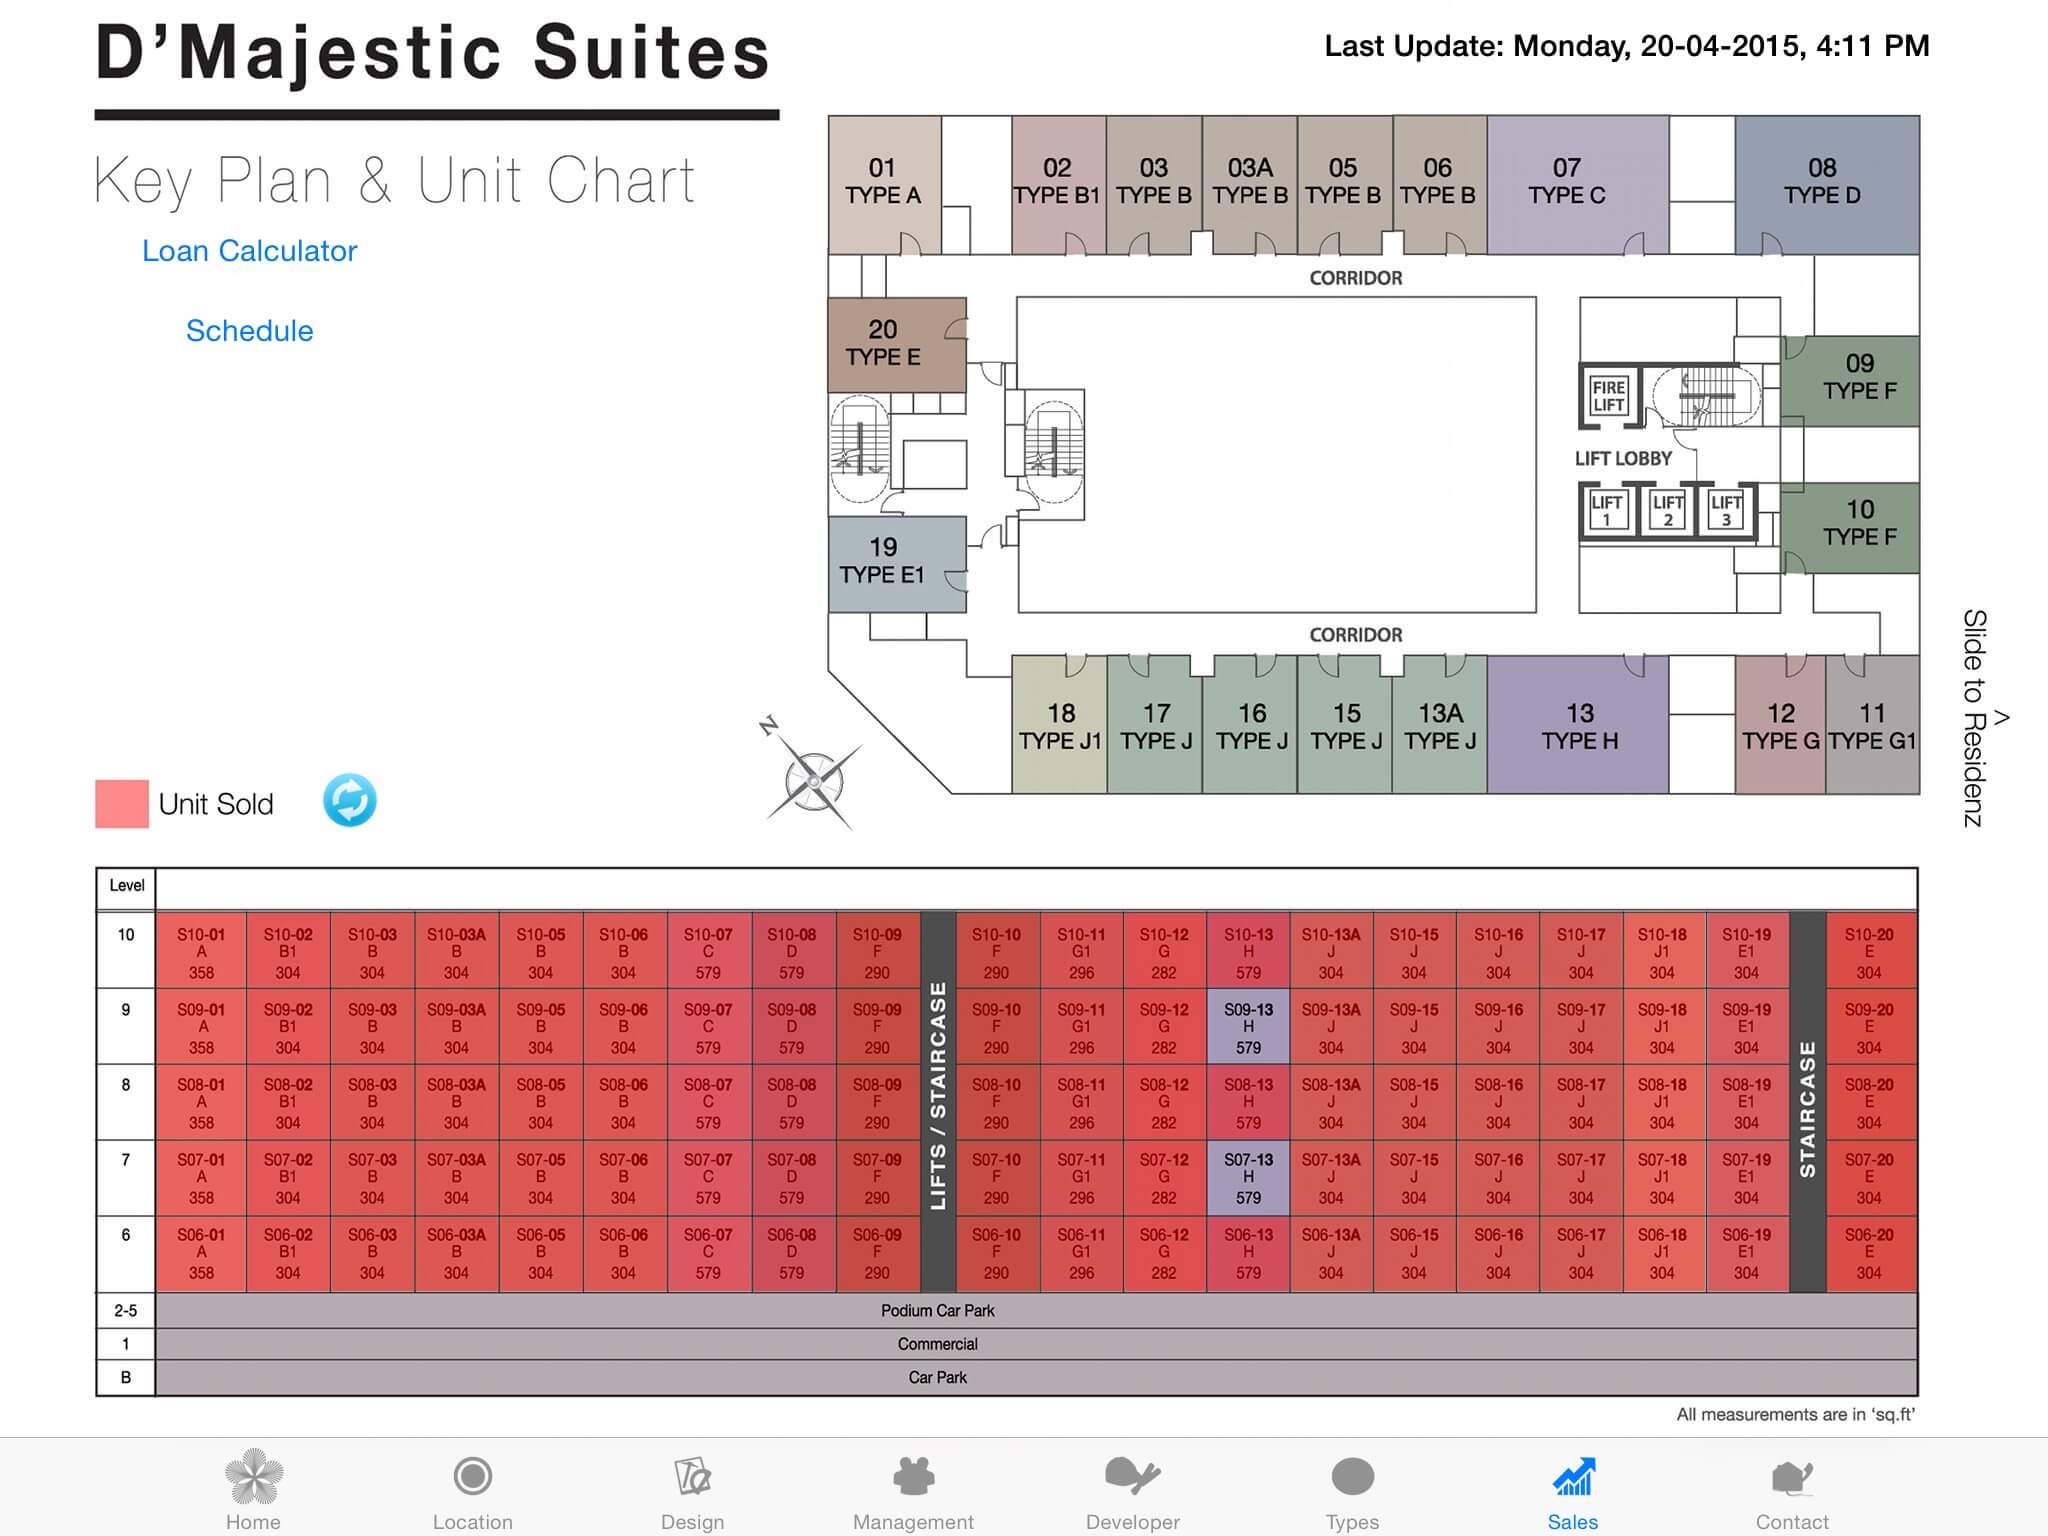 D'Majestic Suites
Last Update: Monday, 20-04-2015, 4:11 PM
Key Plan & Unit Chart
Loan Calculator
Schedule
01
TYPE A
02
TYPE B1
03
TYPE B
03A
TYPE B
05
TYPE B
06
TYPE B
07
TYPE C
08
TYPE D
CORRIDOR
20
TYPE E
09
TYPE F
FIRE
LIFT
LIFT LOBBY
LIFT
1
LIFT
2
LIFT
3
10
TYPE F
19
TYPE E1
CORRIDOR
18
TYPE J1
17
TYPE J
16
TYPE J
15
TYPE J
13A
TYPE J
13
TYPE H
12
TYPE G
11
TYPE G1
Slide to Residenz
>
N
Unit Sold
Level
10 S10-01 S10-02 S10-03 S10-03A S10-05 S10-06 S10-07 S10-08 S10-09 S10-10 S10-11 S10-12 S10-13 S10-13A S10-15 S10-16 S10-17 S10-18 S10-19 S10-20
A B1 B B B B C D F F G1 G H J J J J J1 E1 E
358 304 304 304 304 304 579 579 290 290 296 282 579 304 304 304 304 304 304 304
9 S09-01 S09-02 S09-03 S09-03A S09-05 S09-06 S09-07 S09-08 S09-09 S09-10 S09-11 S09-12 S09-13 S09-13A S09-15 S09-16 S09-17 S09-18 S09-19 S09-20
A B1 B B B B C D F F G1 G H J J J J J1 E1 E
358 304 304 304 304 304 579 579 290 290 296 282 579 304 304 304 304 304 304 304
8 S08-01 S08-02 S08-03 S08-03A S08-05 S08-06 S08-07 S08-08 S08-09 S08-10 S08-11 S08-12 S08-13 S08-13A S08-15 S08-16 S08-17 S08-18 S08-19 S08-20
A B1 B B B B C D F F G1 G H J J J J J1 E1 E
358 304 304 304 304 304 579 579 290 290 296 282 579 304 304 304 304 304 304 304
7 S07-01 S07-02 S07-03 S07-03A S07-05 S07-06 S07-07 S07-08 S07-09 S07-10 S07-11 S07-12 S07-13 S07-13A S07-15 S07-16 S07-17 S07-18 S07-19 S07-20
A B1 B B B B C D F F G1 G H J J J J J1 E1 E
358 304 304 304 304 304 579 579 290 290 296 282 579 304 304 304 304 304 304 304
6 S06-01 S06-02 S06-03 S06-03A S06-05 S06-06 S06-07 S06-08 S06-09 S06-10 S06-11 S06-12 S06-13 S06-13A S06-15 S06-16 S06-17 S06-18 S06-19 S06-20
A B1 B B B B C D F F G1 G H J J J J J1 E1 E
358 304 304 304 304 304 579 579 290 290 296 282 579 304 304 304 304 304 304 304
LIFTS / STAIRCASE
STAIRCASE
2-5 Podium Car Park
1 Commercial
B Car Park
All measurements are in 'sq.ft'
Home Location Design Management Developer Types Sales Contact